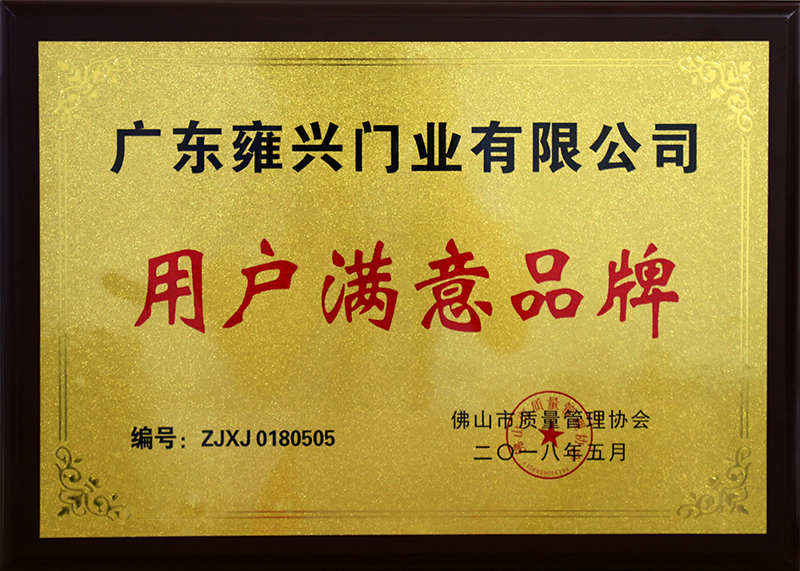 广东雍兴门业有限公司
用户满意品牌
编号：ZJXJ 0180505
佛山市质量管理协会
二〇一八年五月